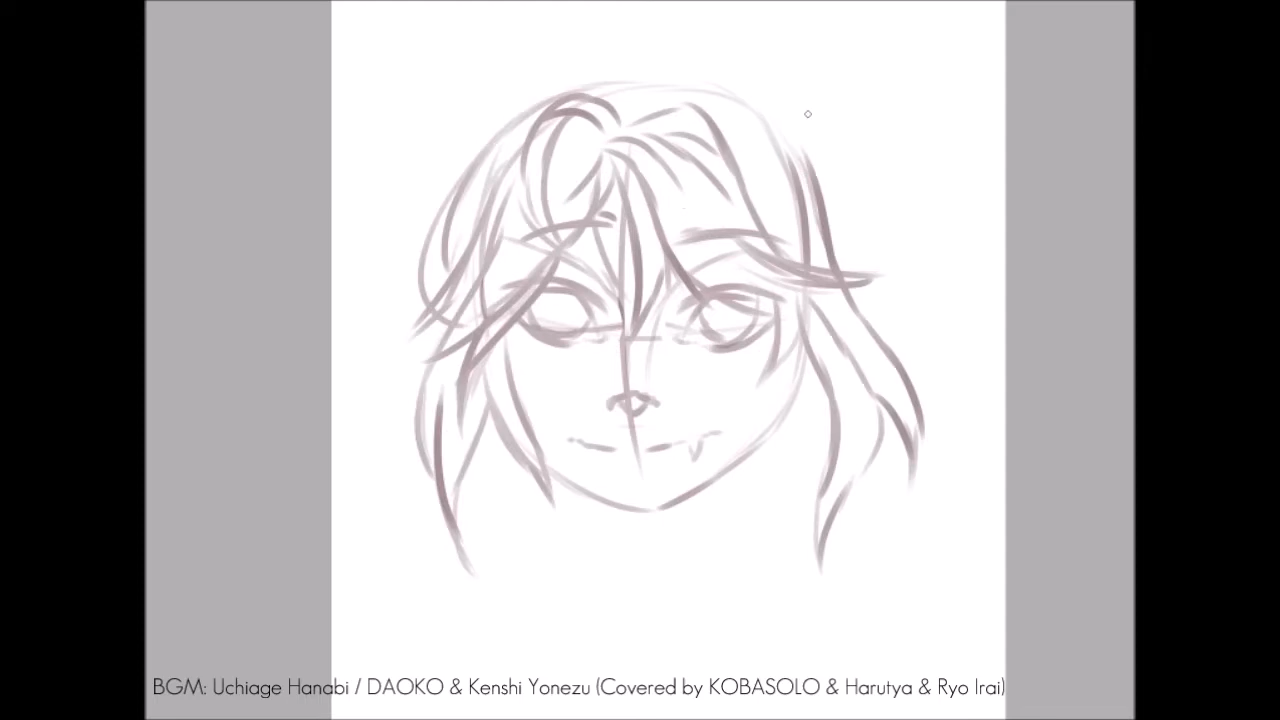 BGM: Uchiage Hanabi / DAOKO & Kenshi Yonezu (Covered by KOBASOLO & Harutya & Ryo Irai)